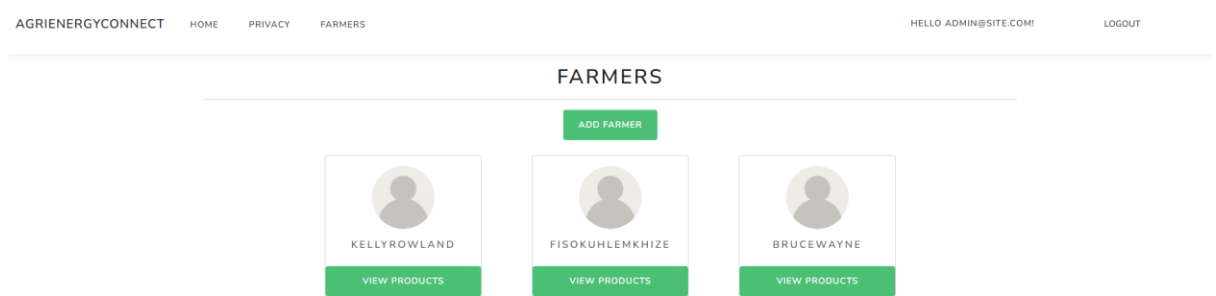 AGRIENERGYCONNECT HOME PRIVACY FARMERS HELLO ADMIN@SITE.COM! LOGOUT
FARMERS
ADD FARMER
KELLYROWLAND FISOKUHLEMKHIZE BRUCEWAYNE
VIEW PRODUCTS VIEW PRODUCTS VIEW PRODUCTS